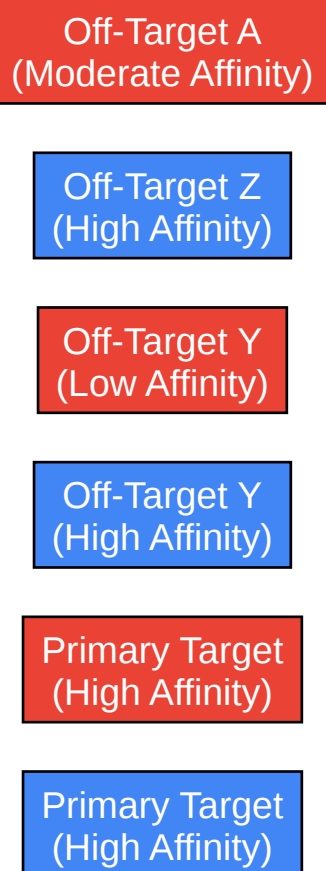 Off-Target A
(Moderate Affinity)
Off-Target Z
(High Affinity)
Off-Target Y
(Low Affinity)
Off-Target Y
(High Affinity)
Primary Target
(High Affinity)
Primary Target
(High Affinity)